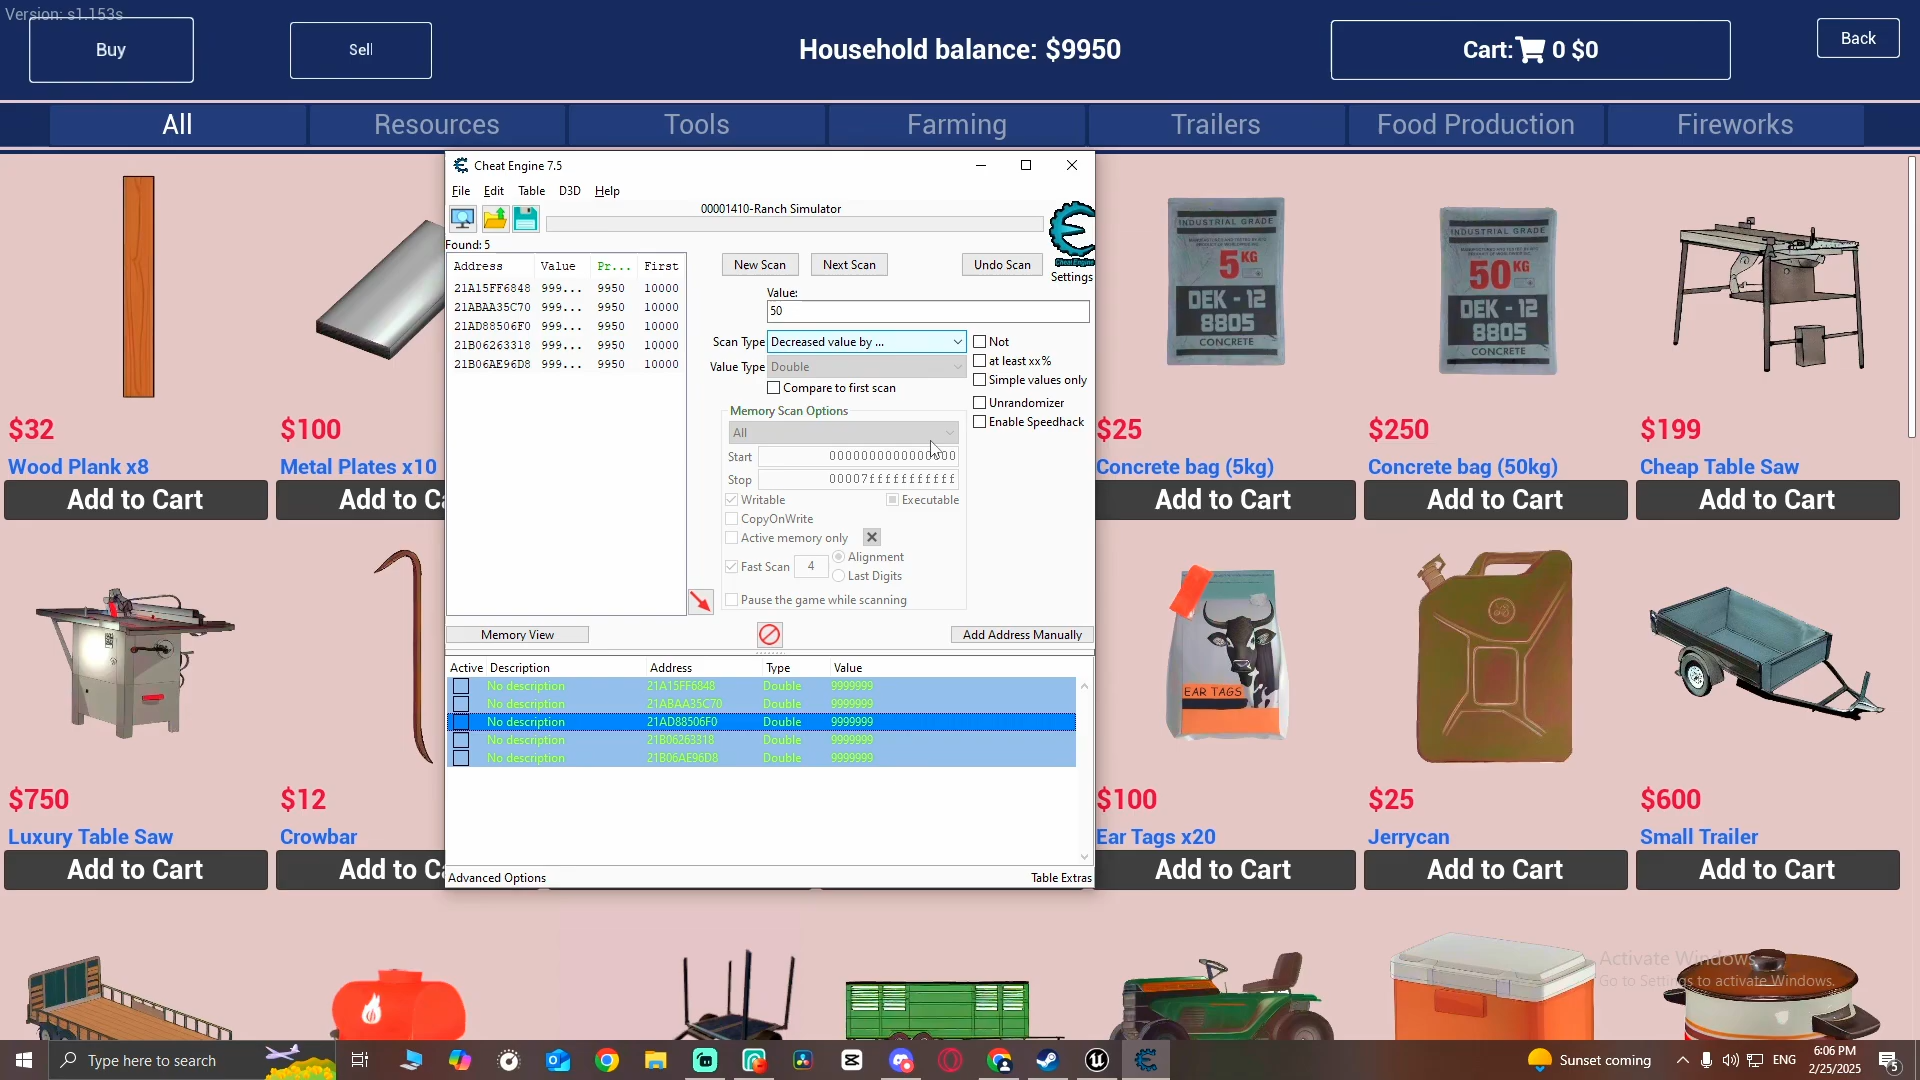 Version: s1.153s
Buy
Sell
Household balance: $9950
Cart: 0 $0
Back
All
Resources
Tools
Farming
Trailers
Food Production
Fireworks
Cheat Engine 7.5
File Edit Table D3D Help
00001410-Ranch Simulator
Found: 5
Cheat Engine
Settings
Address Value Pr... First
21A15FF6848 999... 9950 10000
21ABAA35C70 999... 9950 10000
21AD88506F0 999... 9950 10000
21B06263318 999... 9950 10000
21B06AE96D8 999... 9950 10000
New Scan
Next Scan
Undo Scan
Value:
50
Scan Type Decreased value by ...
Value Type Double
Compare to first scan
Not
at least xx%
Simple values only
Unrandomizer
Enable Speedhack
Memory Scan Options
All
Start
Stop 00007fffffffffff
Writable
Executable
CopyOnWrite
Active memory only
Fast Scan 4
Alignment
Last Digits
Pause the game while scanning
Memory View
Add Address Manually
Active Description Address Type Value
No description 21A15FF6848 Double 9999999
No description 21ABAA35C70 Double 9999999
No description 21AD88506F0 Double 9999999
No description 21B06263318 Double 9999999
No description 21B06AE96D8 Double 9999999
Advanced Options
Table Extras
INDUSTRIAL GRADE
5KG
DEK - 12
8805
CONCRETE
INDUSTRIAL GRADE
50KG
DEK - 12
8805
CONCRETE
$32
Wood Plank x8
Add to Cart
$100
Metal Plates x10
Add to Ca
$25
Concrete bag (5kg)
Add to Cart
$250
Concrete bag (50kg)
Add to Cart
$199
Cheap Table Saw
Add to Cart
EAR TAGS
$750
Luxury Table Saw
Add to Cart
$12
Crowbar
Add to Ca
$100
Ear Tags x20
Add to Cart
$25
Jerrycan
Add to Cart
$600
Small Trailer
Add to Cart
Activate Windows
Go to Settings to activate Windows.
Type here to search
Sunset coming
ENG
6:06 PM
2/25/2025
5